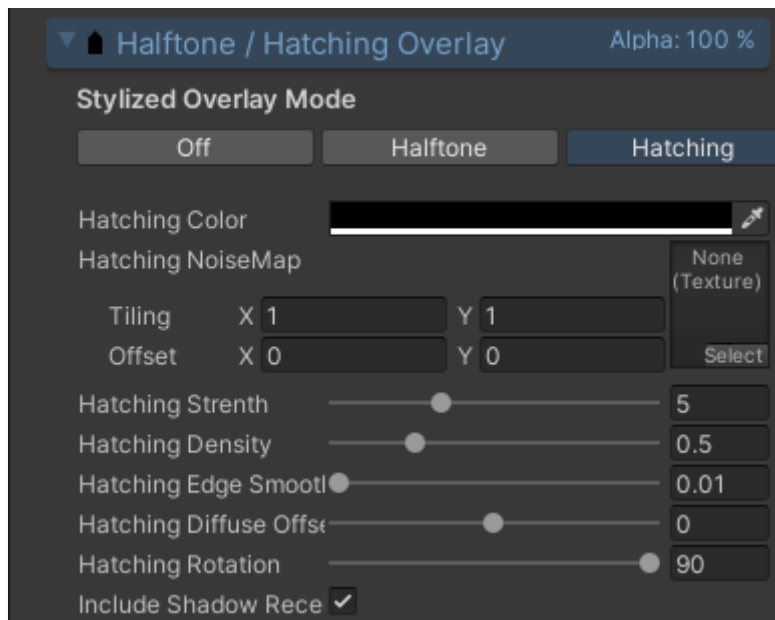 Halftone / Hatching Overlay Alpha: 100 %
Stylized Overlay Mode
Off Halftone Hatching
Hatching Color
Hatching NoiseMap None
(Texture)
Tiling X 1 Y 1
Offset X 0 Y 0 Select
Hatching Strenth 5
Hatching Density 0.5
Hatching Edge Smootl 0.01
Hatching Diffuse Offse 0
Hatching Rotation 90
Include Shadow Rece